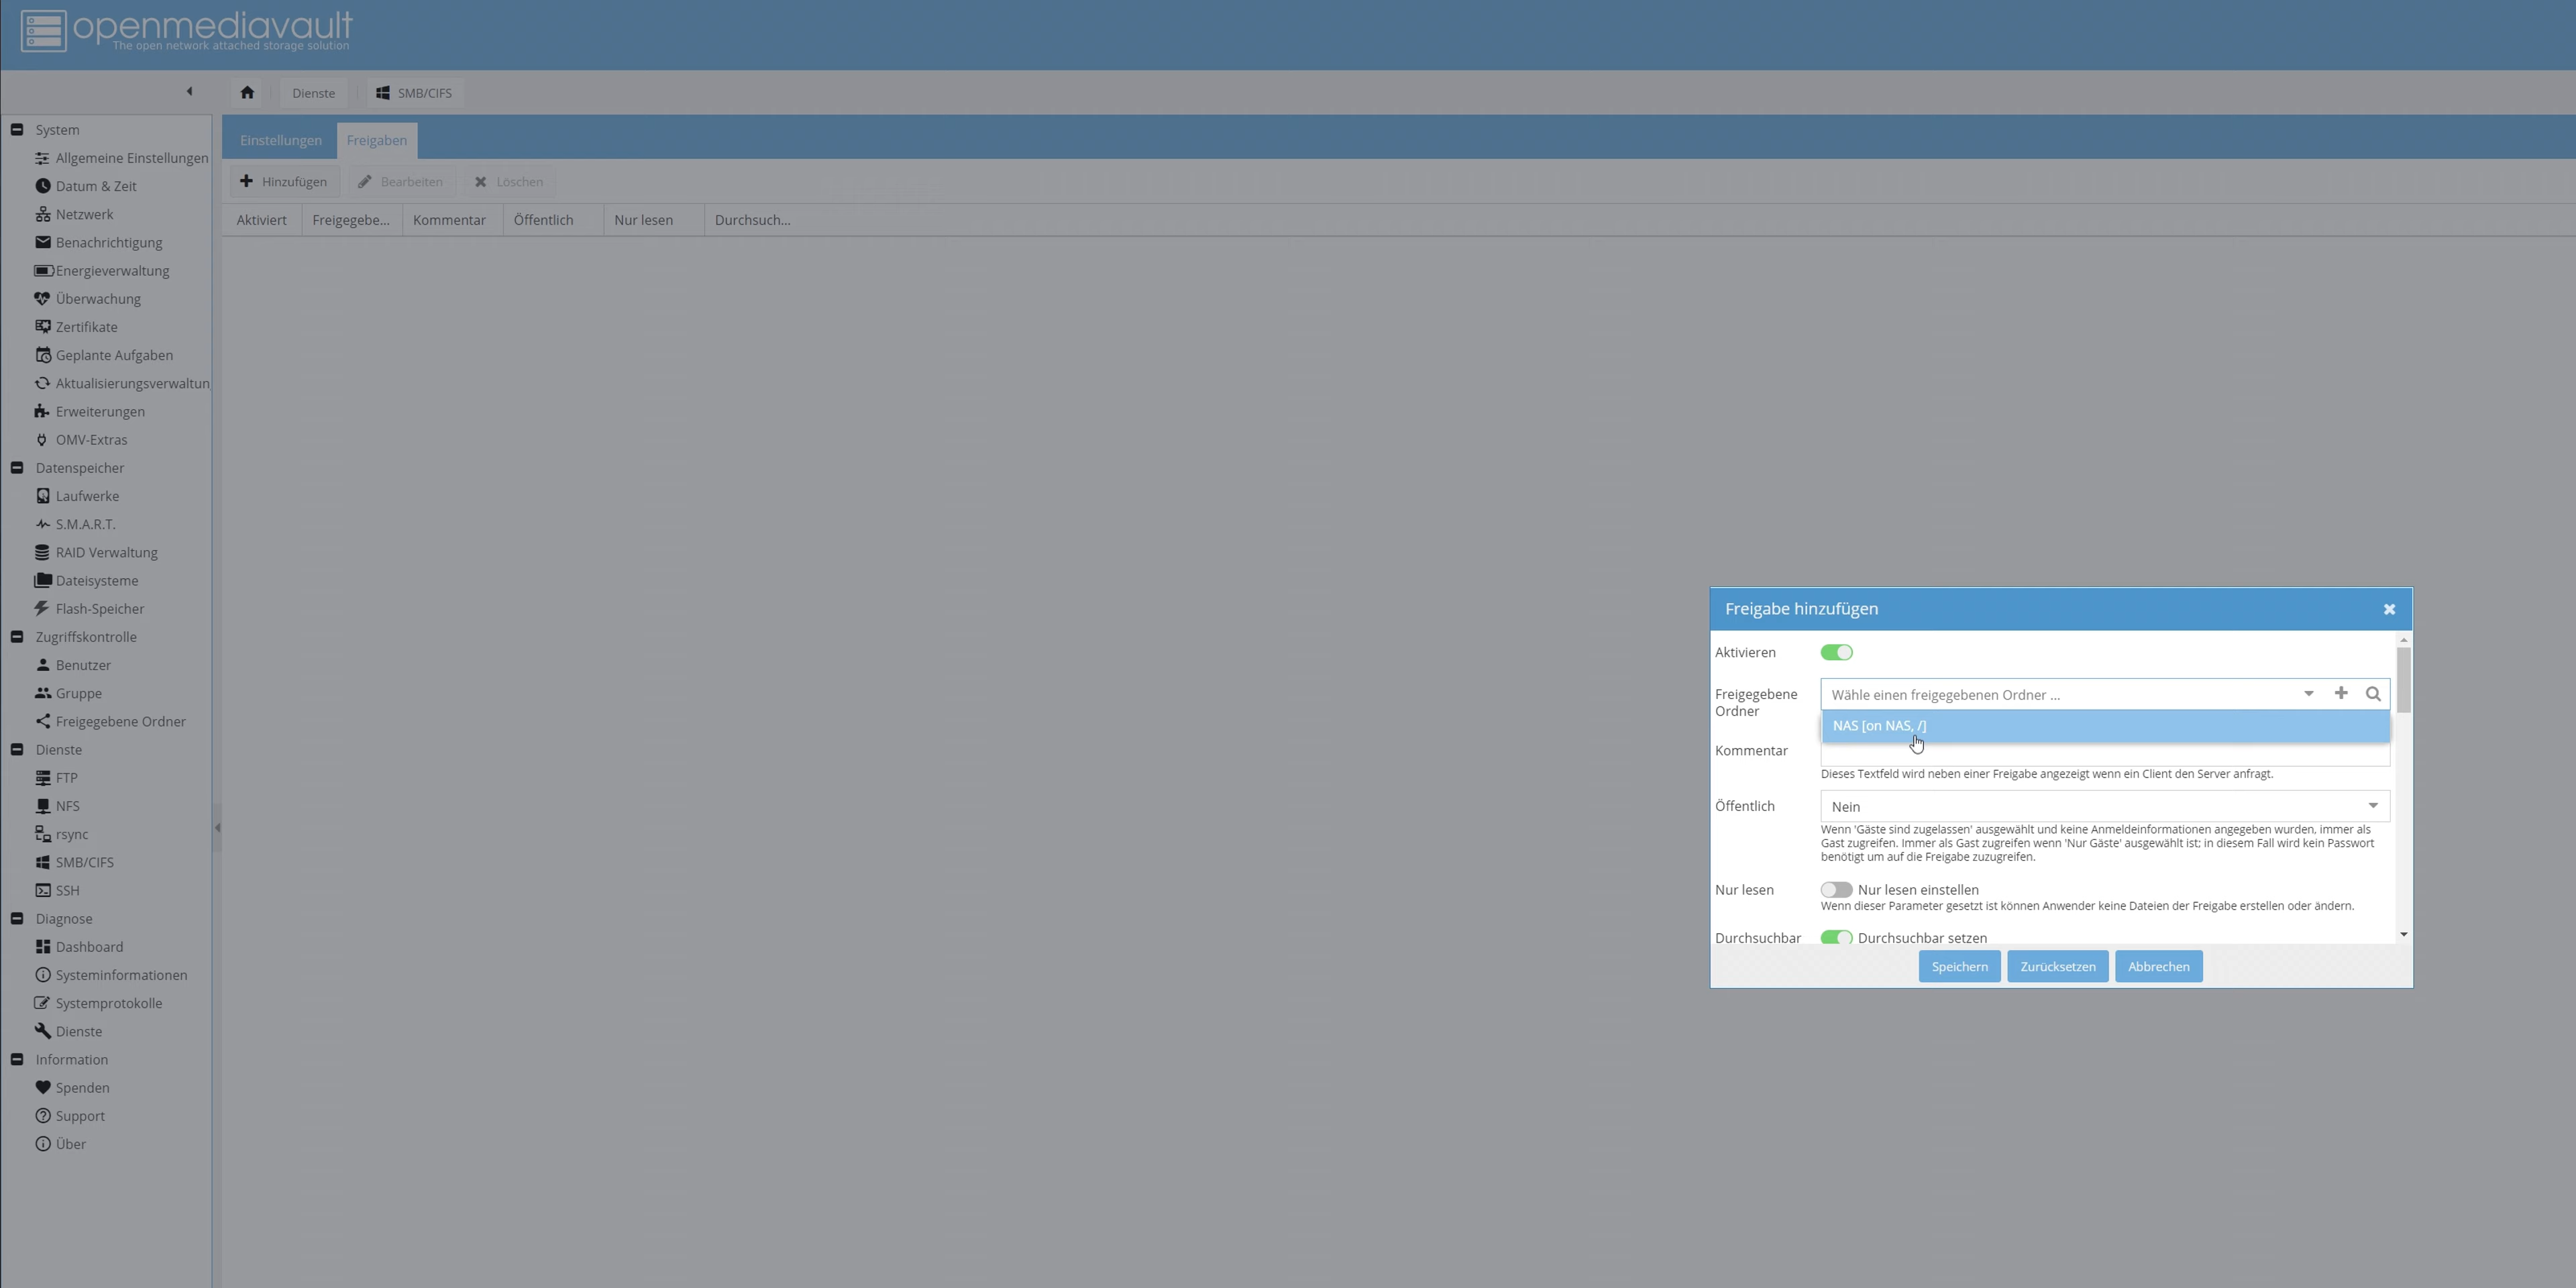 openmediavault
The open network attached storage solution
Dienste
SMB/CIFS
System
Allgemeine Einstellungen
Datum & Zeit
Netzwerk
Benachrichtigung
Energieverwaltung
Überwachung
Zertifikate
Geplante Aufgaben
Aktualisierungsverwaltun
Erweiterungen
OMV-Extras
Datenspeicher
Laufwerke
S.M.A.R.T.
RAID Verwaltung
Dateisysteme
Flash-Speicher
Zugriffskontrolle
Benutzer
Gruppe
Freigegebene Ordner
Dienste
FTP
NFS
rsync
SMB/CIFS
SSH
Diagnose
Dashboard
Systeminformationen
Systemprotokolle
Dienste
Information
Spenden
Support
Über
Einstellungen Freigaben
Hinzufügen Bearbeiten Löschen
Aktiviert Freigegebe... Kommentar Öffentlich Nur lesen Durchsuch...
Freigabe hinzufügen
Aktivieren
Freigegebene
Ordner
Wähle einen freigegebenen Ordner ...
NAS [on NAS, /]
Kommentar
Dieses Textfeld wird neben einer Freigabe angezeigt wenn ein Client den Server anfragt.
Öffentlich Nein
Wenn 'Gäste sind zugelassen' ausgewählt und keine Anmeldeinformationen angegeben wurden, immer als
Gast zugreifen. Immer als Gast zugreifen wenn 'Nur Gäste' ausgewählt ist; in diesem Fall wird kein Passwort
benötigt um auf die Freigabe zuzugreifen.
Nur lesen Nur lesen einstellen
Wenn dieser Parameter gesetzt ist können Anwender keine Dateien der Freigabe erstellen oder ändern.
Durchsuchbar Durchsuchbar setzen
Speichern Zurücksetzen Abbrechen